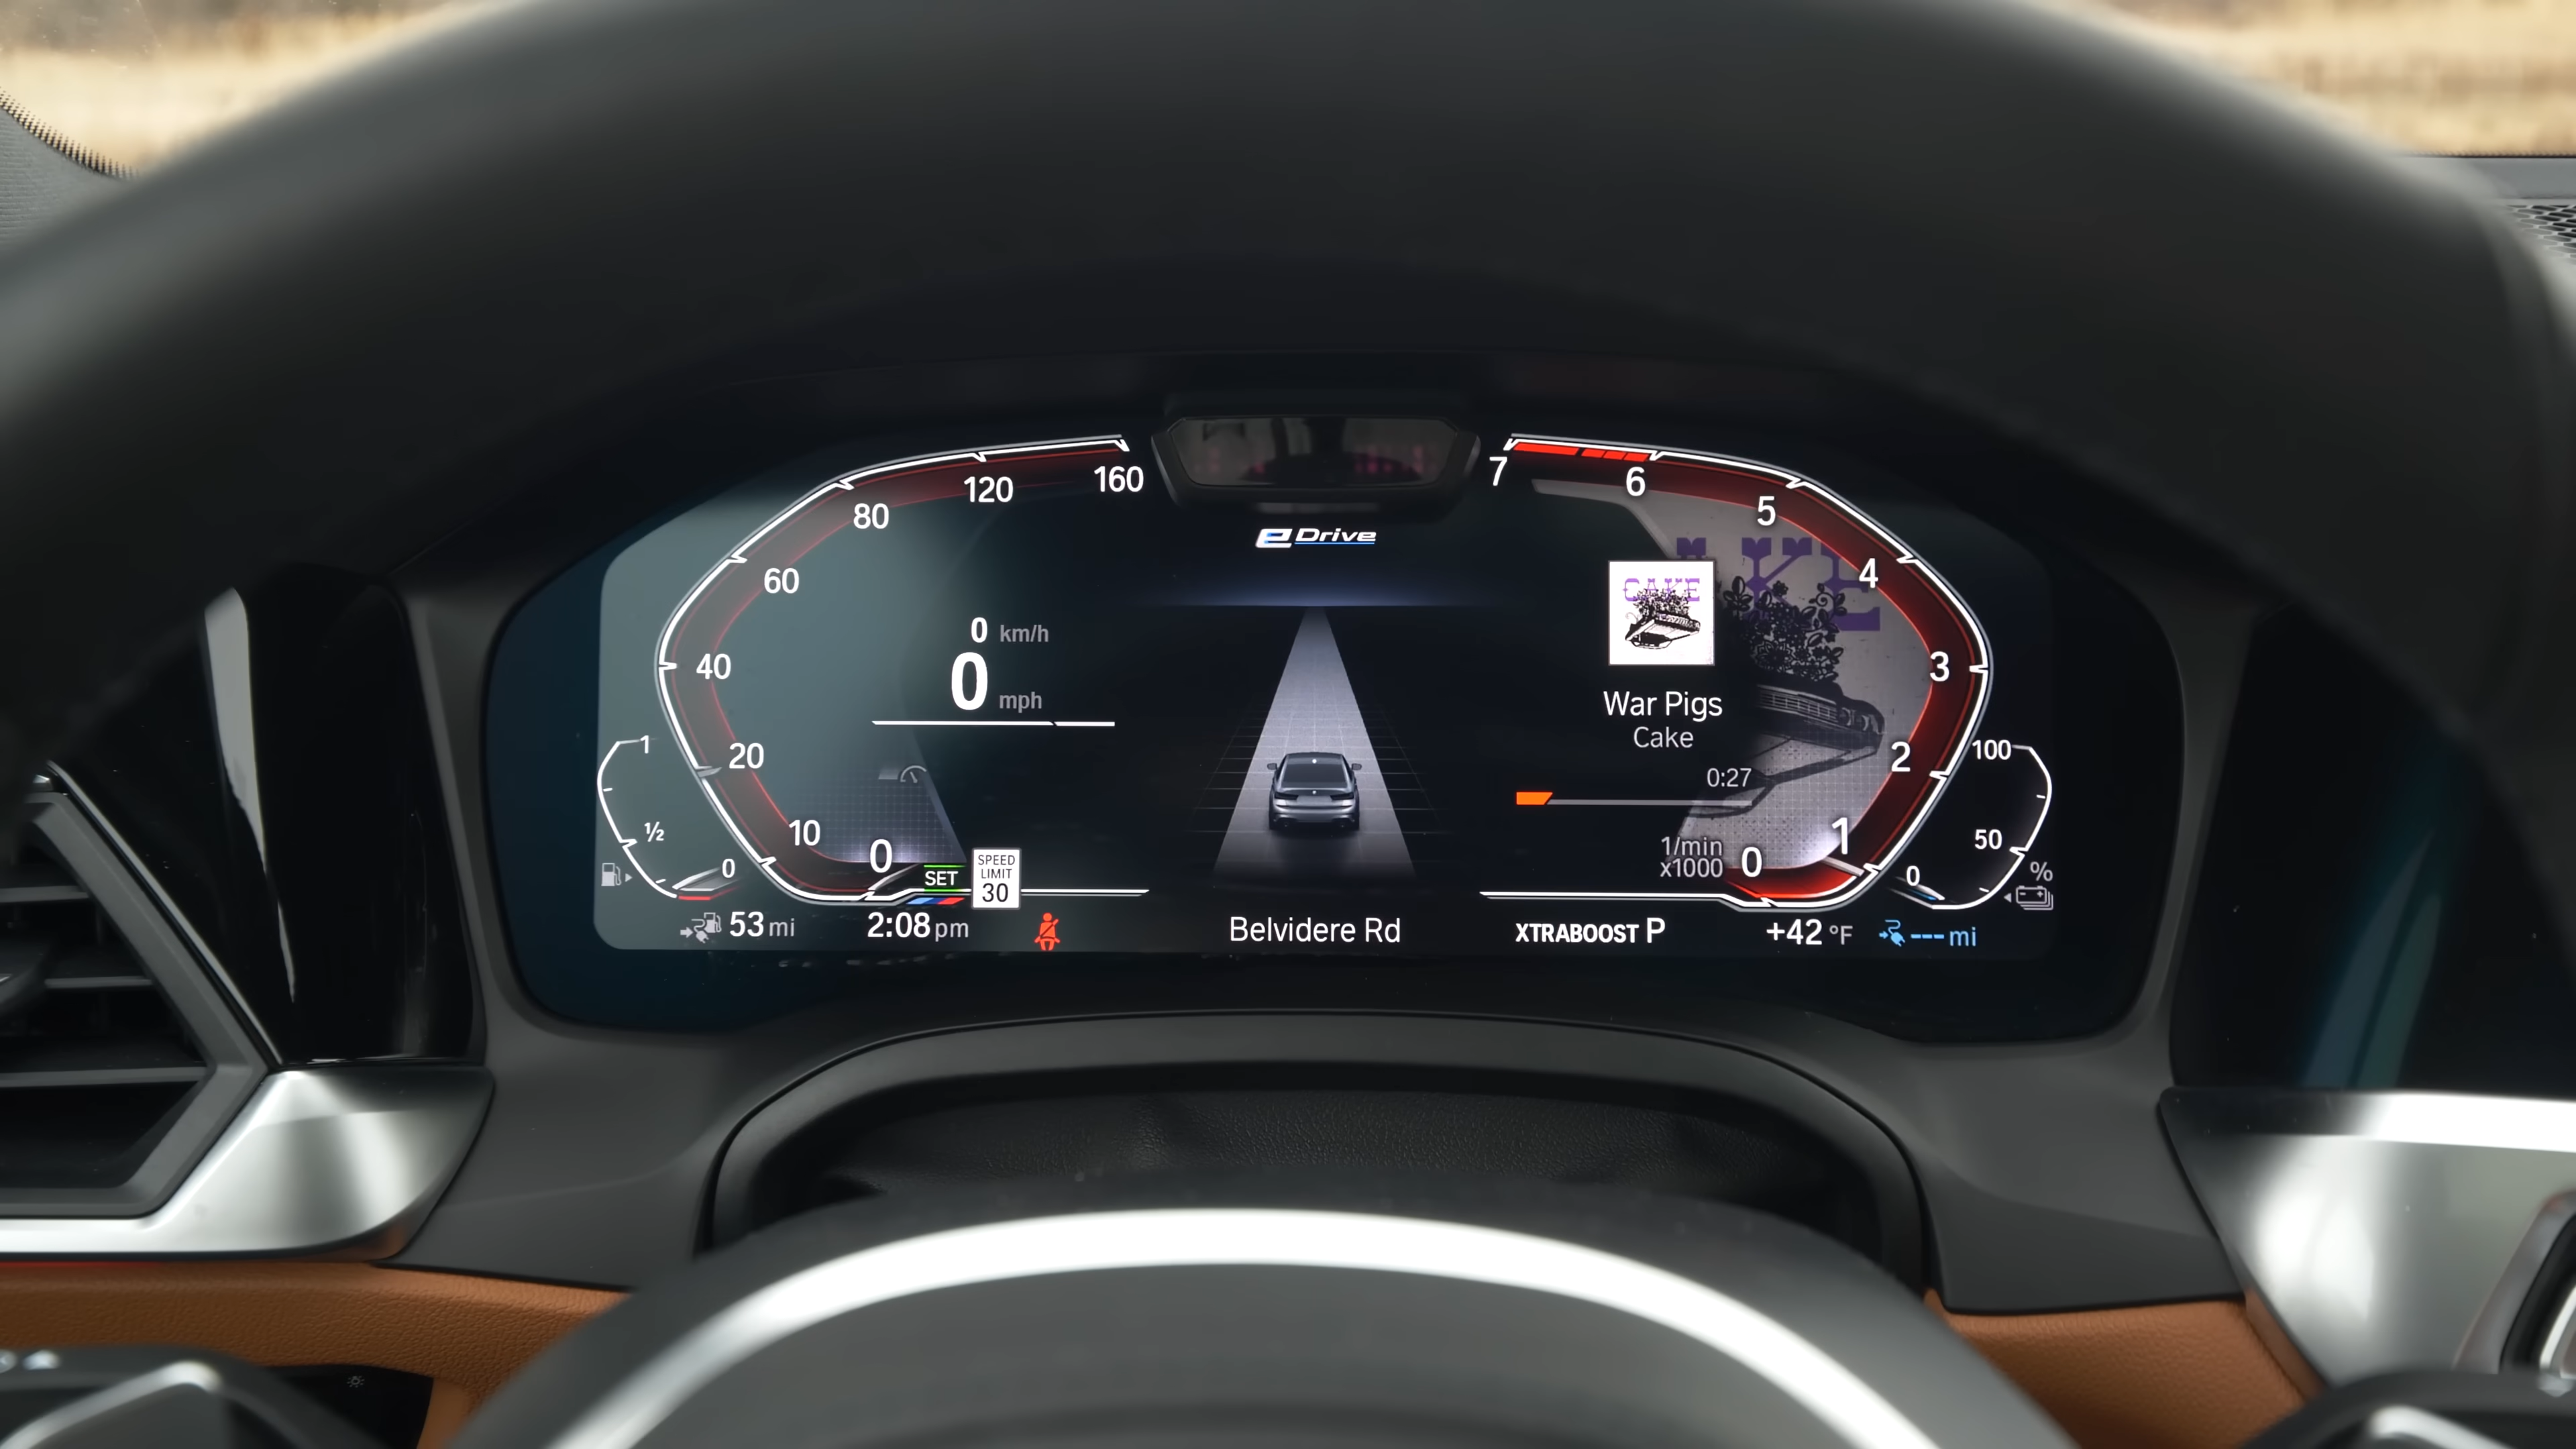 160
120
80
60
40
20
10
0
0 km/h
0 mph
1
½
0
SET
SPEED
LIMIT
30
53 mi
2:08 pm
eDrive
Belvidere Rd
7
6
5
4
3
2
1
0
CAKE
War Pigs
Cake
0:27
1/min
x1000
XTRABOOST P
+42 °F
--- mi
100
50
0
%